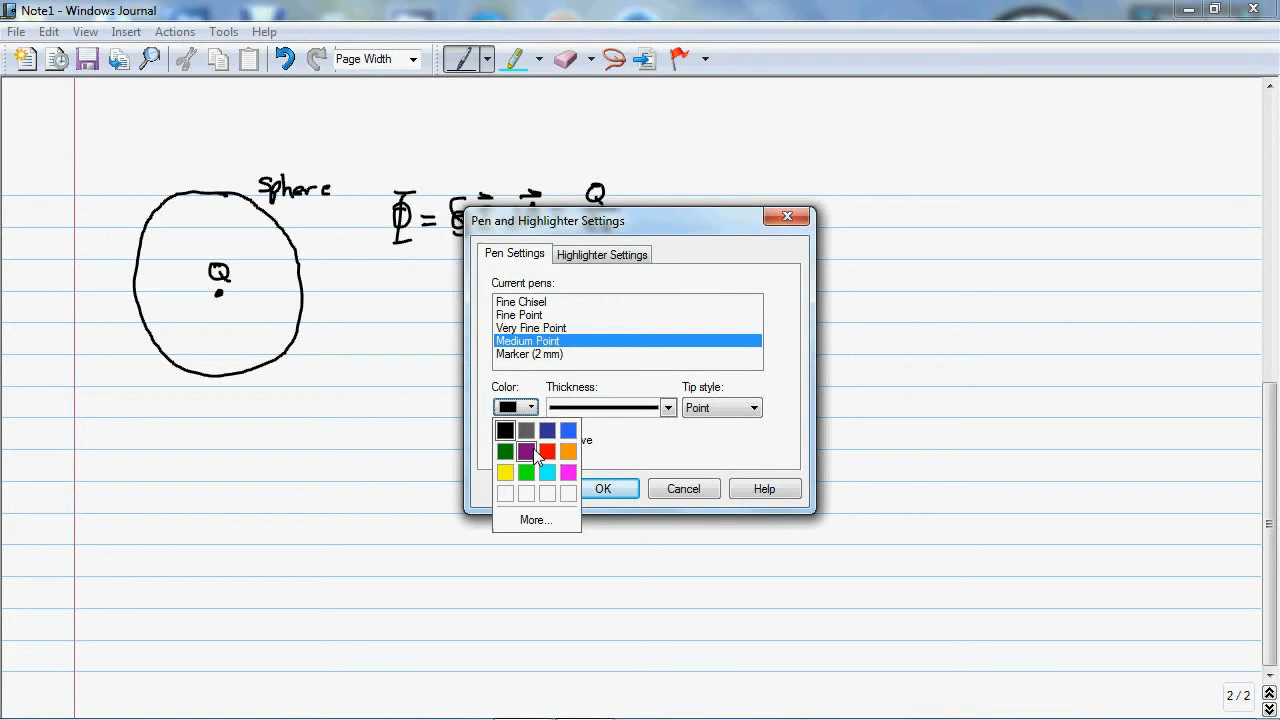 Note1 - Windows Journal
File Edit View Insert Actions Tools Help
Page Width
Sphere
Φ = Q
Q
Pen and Highlighter Settings
Pen Settings Highlighter Settings
Current pens:
Fine Chisel
Fine Point
Very Fine Point
Medium Point
Marker (2 mm)
Color: Thickness: Tip style:
Point
ve
OK Cancel Help
More...
2 / 2